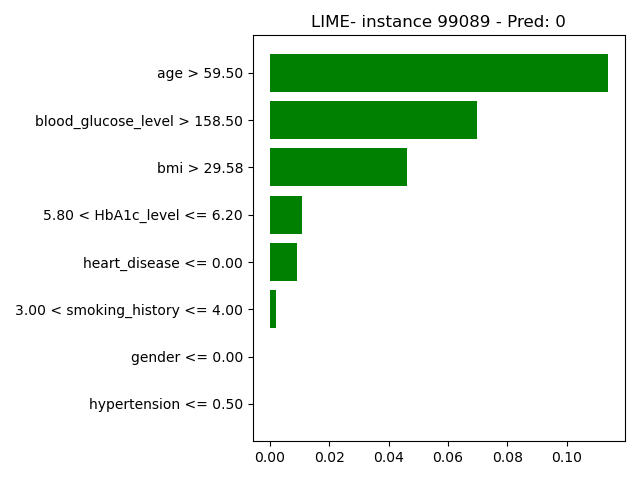 LIME- instance 99089 - Pred: 0
age > 59.50
blood_glucose_level > 158.50
bmi > 29.58
5.80 < HbA1c_level <= 6.20
heart_disease <= 0.00
3.00 < smoking_history <= 4.00
gender <= 0.00
hypertension <= 0.50
0.00 0.02 0.04 0.06 0.08 0.10